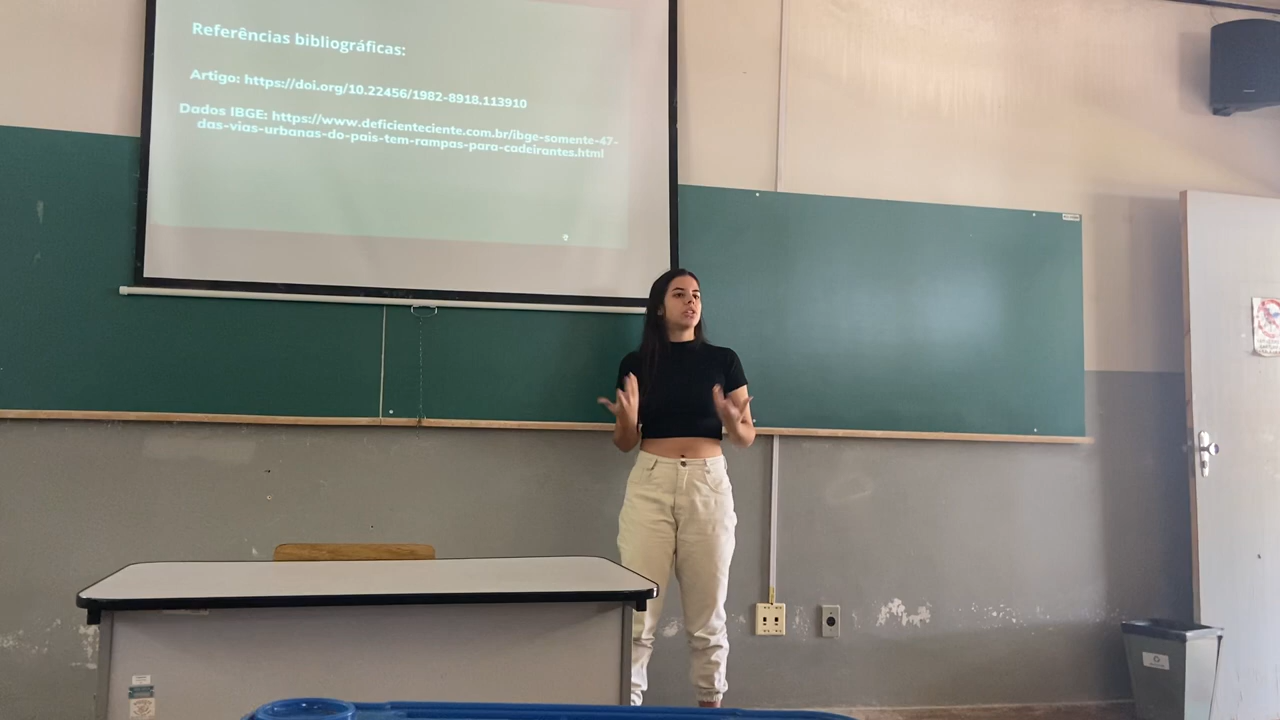 Referências bibliográficas:
Artigo: https://doi.org/10.22456/1982-8918.113910
Dados IBGE: https://www.deficienteciente.com.br/ibge-somente-47-
das-vias-urbanas-do-pais-tem-rampas-para-cadeirantes.html